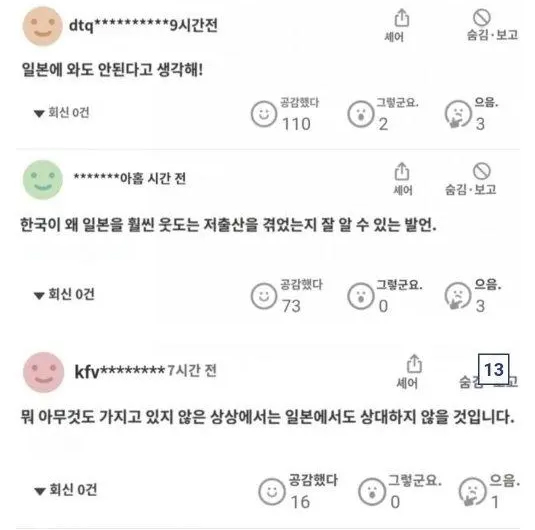 dtq**********9시간전
셰어
숨김·보고
일본에 와도 안된다고 생각해!
▼회신 0건
공감했다
110
그렇군요.
2
으음.
3
*******아홉 시간 전
셰어
숨김·보고
한국이 왜 일본을 훨씬 웃도는 저출산을 겪었는지 잘 알 수 있는 발언.
▼회신 0건
공감했다
73
그렇군요.
0
으음.
3
kfv******** 7시간 전
셰어
13
뭐 아무것도 가지고 있지 않은 상상에서는 일본에서도 상대하지 않을 것입니다.
▼회신 0건
공감했다
16
그렇군요.
0
으음.
1